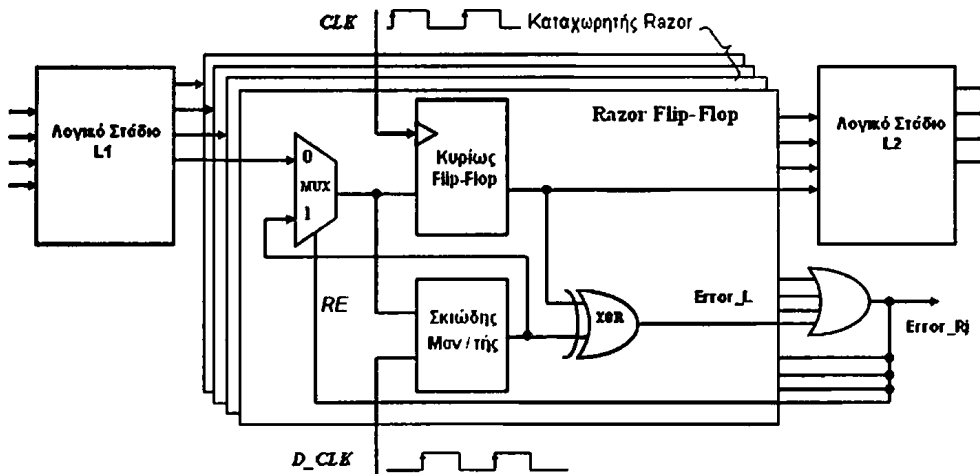 CLK
Καταχωρητής Razor
Λογικό Στάδιο
L1
Razor Flip-Flop
Λογικό Στάδιο
L2
0
MUX
1
Κυρίως
Flip-Flop
RE
Σκιώδης
Μαν / τής
XOR
Error_L
Error_Rj
D_CLK